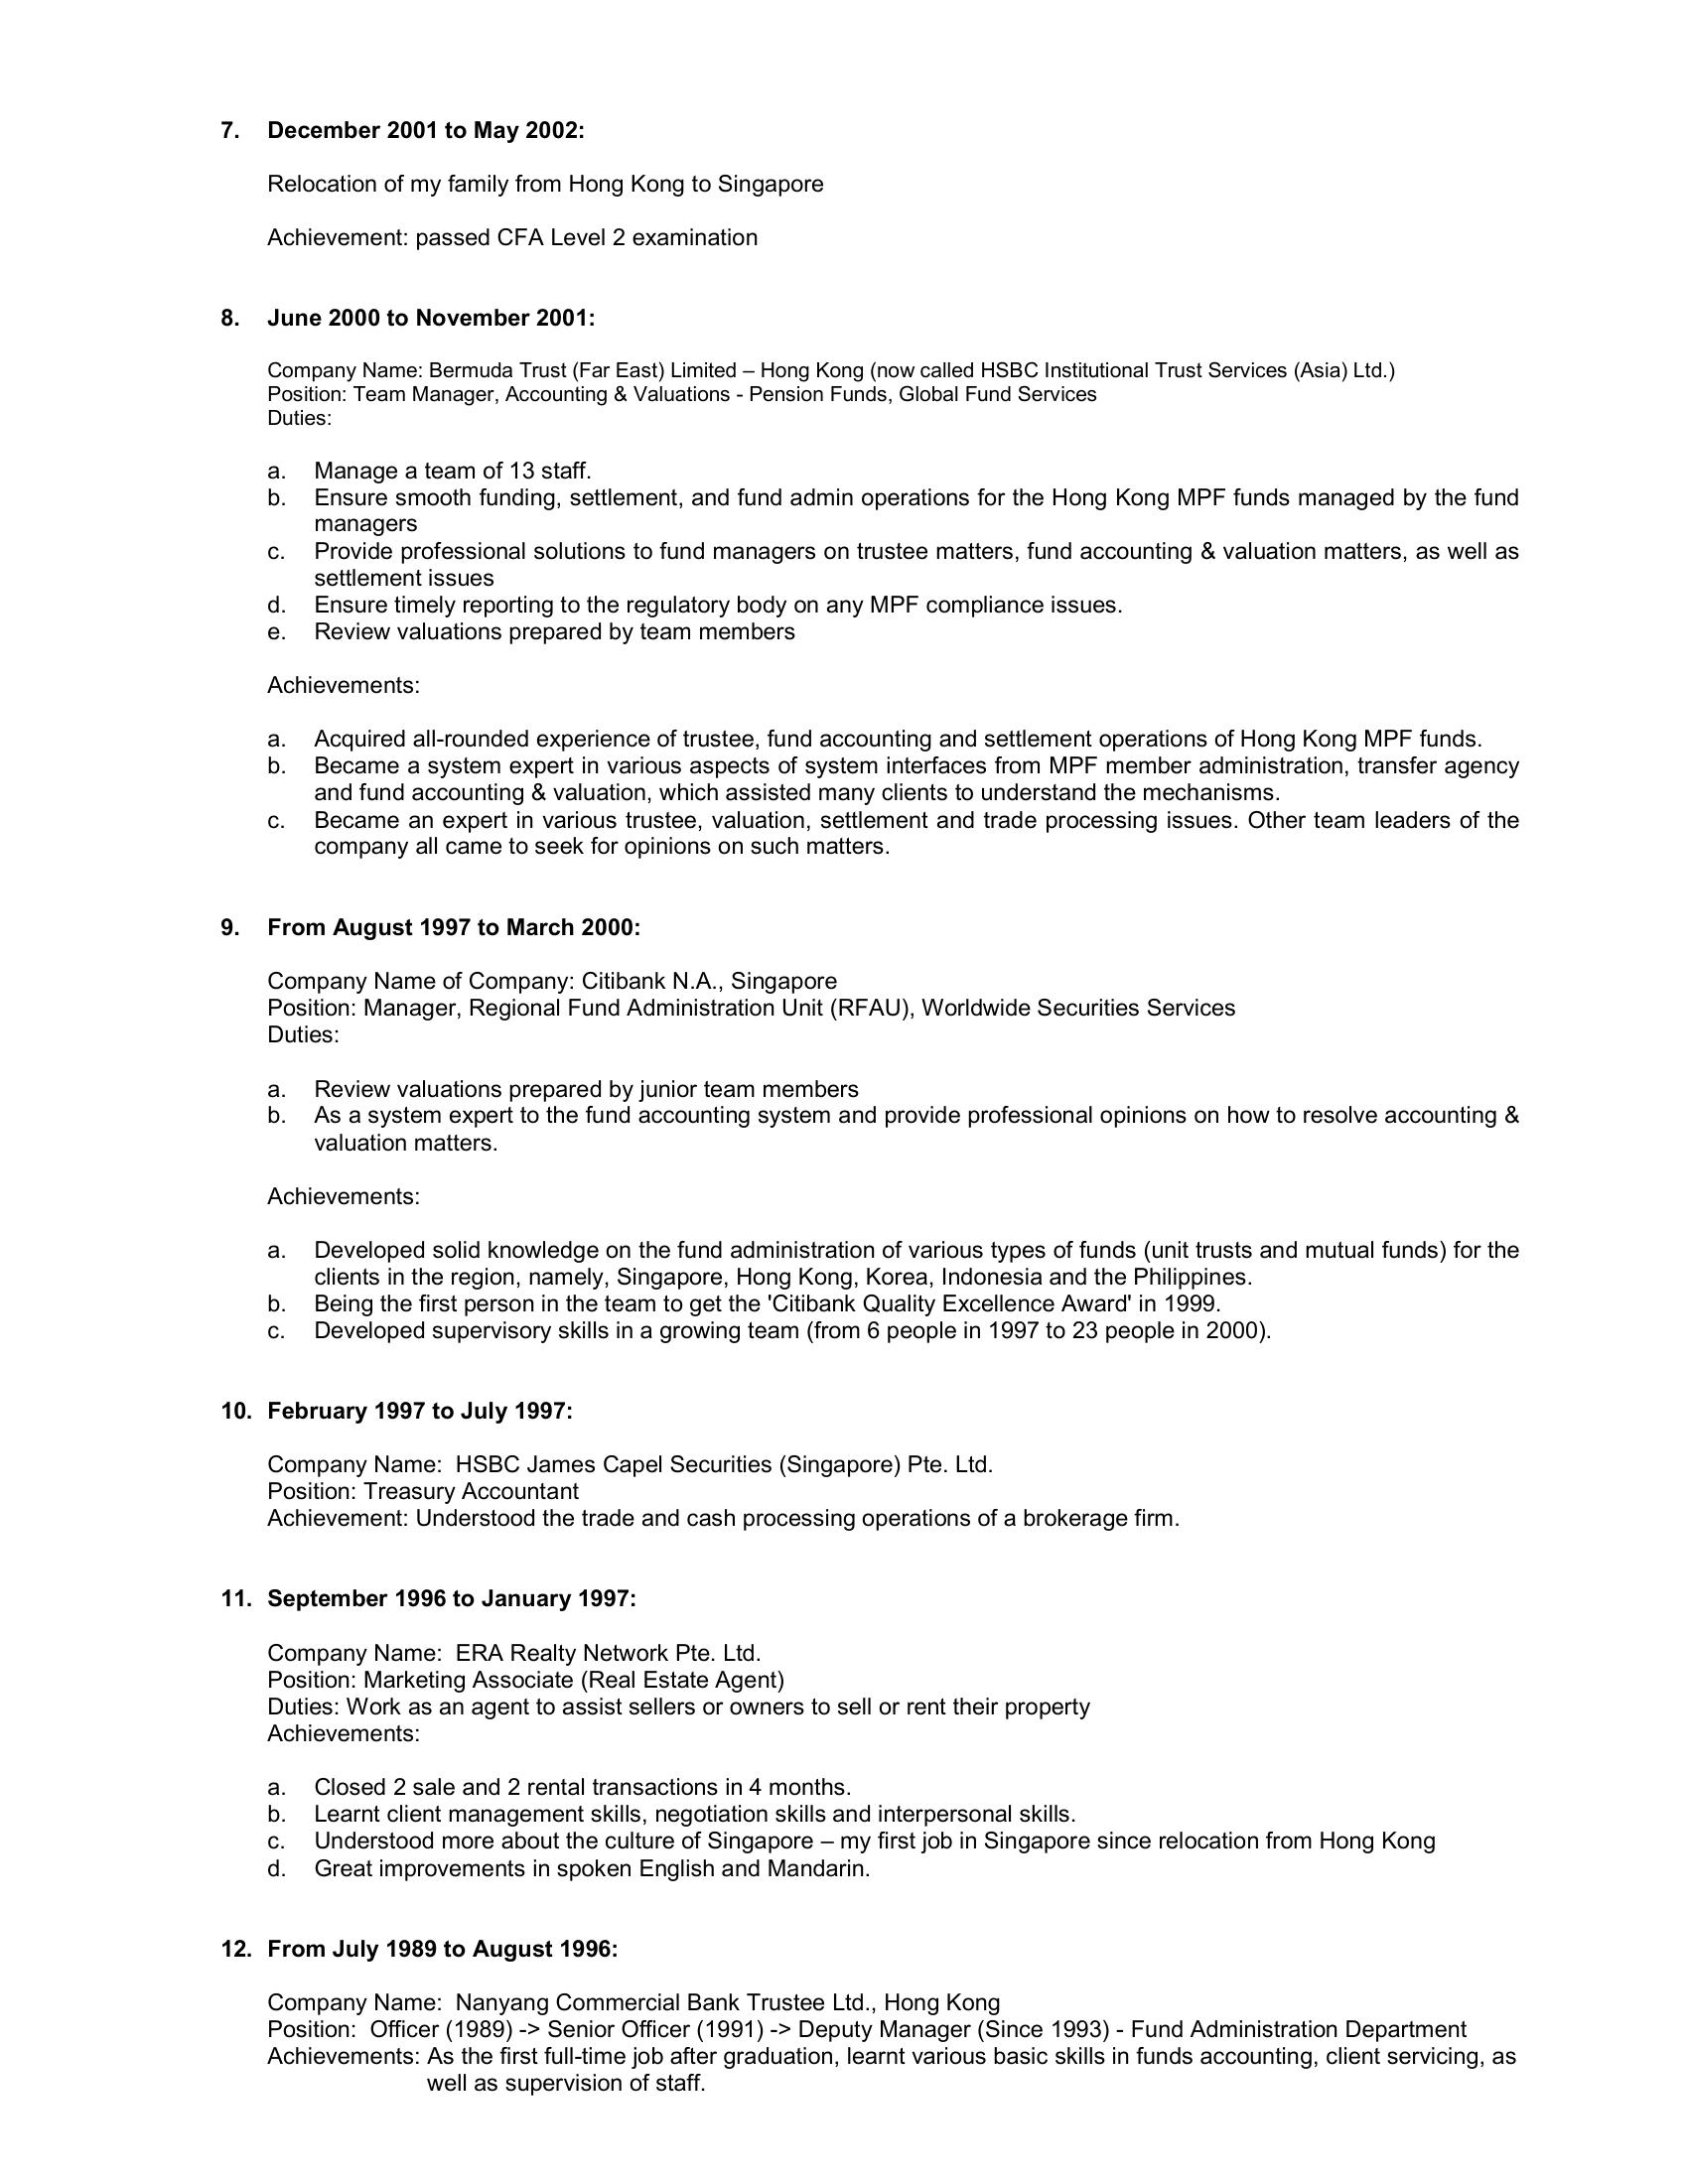 7. December 2001 to May 2002:
Relocation of my family from Hong Kong to Singapore
Achievement: passed CFA Level 2 examination
8. June 2000 to November 2001:
Company Name: Bermuda Trust (Far East) Limited – Hong Kong (now called HSBC Institutional Trust Services (Asia) Ltd.)
Position: Team Manager, Accounting & Valuations - Pension Funds, Global Fund Services
Duties:
a. Manage a team of 13 staff.
b. Ensure smooth funding, settlement, and fund admin operations for the Hong Kong MPF funds managed by the fund
managers
c. Provide professional solutions to fund managers on trustee matters, fund accounting & valuation matters, as well as
settlement issues
d. Ensure timely reporting to the regulatory body on any MPF compliance issues.
e. Review valuations prepared by team members
Achievements:
a. Acquired all-rounded experience of trustee, fund accounting and settlement operations of Hong Kong MPF funds.
b. Became a system expert in various aspects of system interfaces from MPF member administration, transfer agency
and fund accounting & valuation, which assisted many clients to understand the mechanisms.
c. Became an expert in various trustee, valuation, settlement and trade processing issues. Other team leaders of the
company all came to seek for opinions on such matters.
9. From August 1997 to March 2000:
Company Name of Company: Citibank N.A., Singapore
Position: Manager, Regional Fund Administration Unit (RFAU), Worldwide Securities Services
Duties:
a. Review valuations prepared by junior team members
b. As a system expert to the fund accounting system and provide professional opinions on how to resolve accounting &
valuation matters.
Achievements:
a. Developed solid knowledge on the fund administration of various types of funds (unit trusts and mutual funds) for the
clients in the region, namely, Singapore, Hong Kong, Korea, Indonesia and the Philippines.
b. Being the first person in the team to get the 'Citibank Quality Excellence Award' in 1999.
c. Developed supervisory skills in a growing team (from 6 people in 1997 to 23 people in 2000).
10. February 1997 to July 1997:
Company Name: HSBC James Capel Securities (Singapore) Pte. Ltd.
Position: Treasury Accountant
Achievement: Understood the trade and cash processing operations of a brokerage firm.
11. September 1996 to January 1997:
Company Name: ERA Realty Network Pte. Ltd.
Position: Marketing Associate (Real Estate Agent)
Duties: Work as an agent to assist sellers or owners to sell or rent their property
Achievements:
a. Closed 2 sale and 2 rental transactions in 4 months.
b. Learnt client management skills, negotiation skills and interpersonal skills.
c. Understood more about the culture of Singapore – my first job in Singapore since relocation from Hong Kong
d. Great improvements in spoken English and Mandarin.
12. From July 1989 to August 1996:
Company Name: Nanyang Commercial Bank Trustee Ltd., Hong Kong
Position: Officer (1989) -> Senior Officer (1991) -> Deputy Manager (Since 1993) - Fund Administration Department
Achievements: As the first full-time job after graduation, learnt various basic skills in funds accounting, client servicing, as
well as supervision of staff.